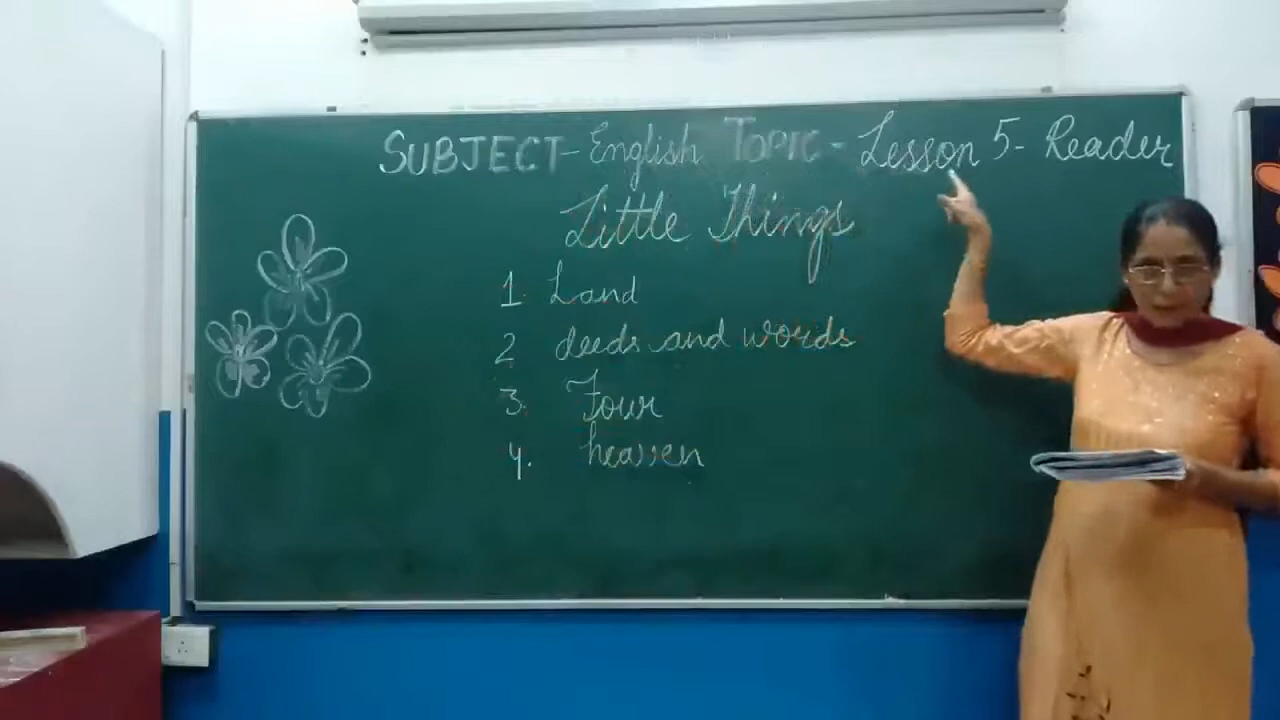 SUBJECT- English TOPIC - Lesson 5- Reader
Little Things
1. Land
2 deeds and words
3. Four
4. heaven